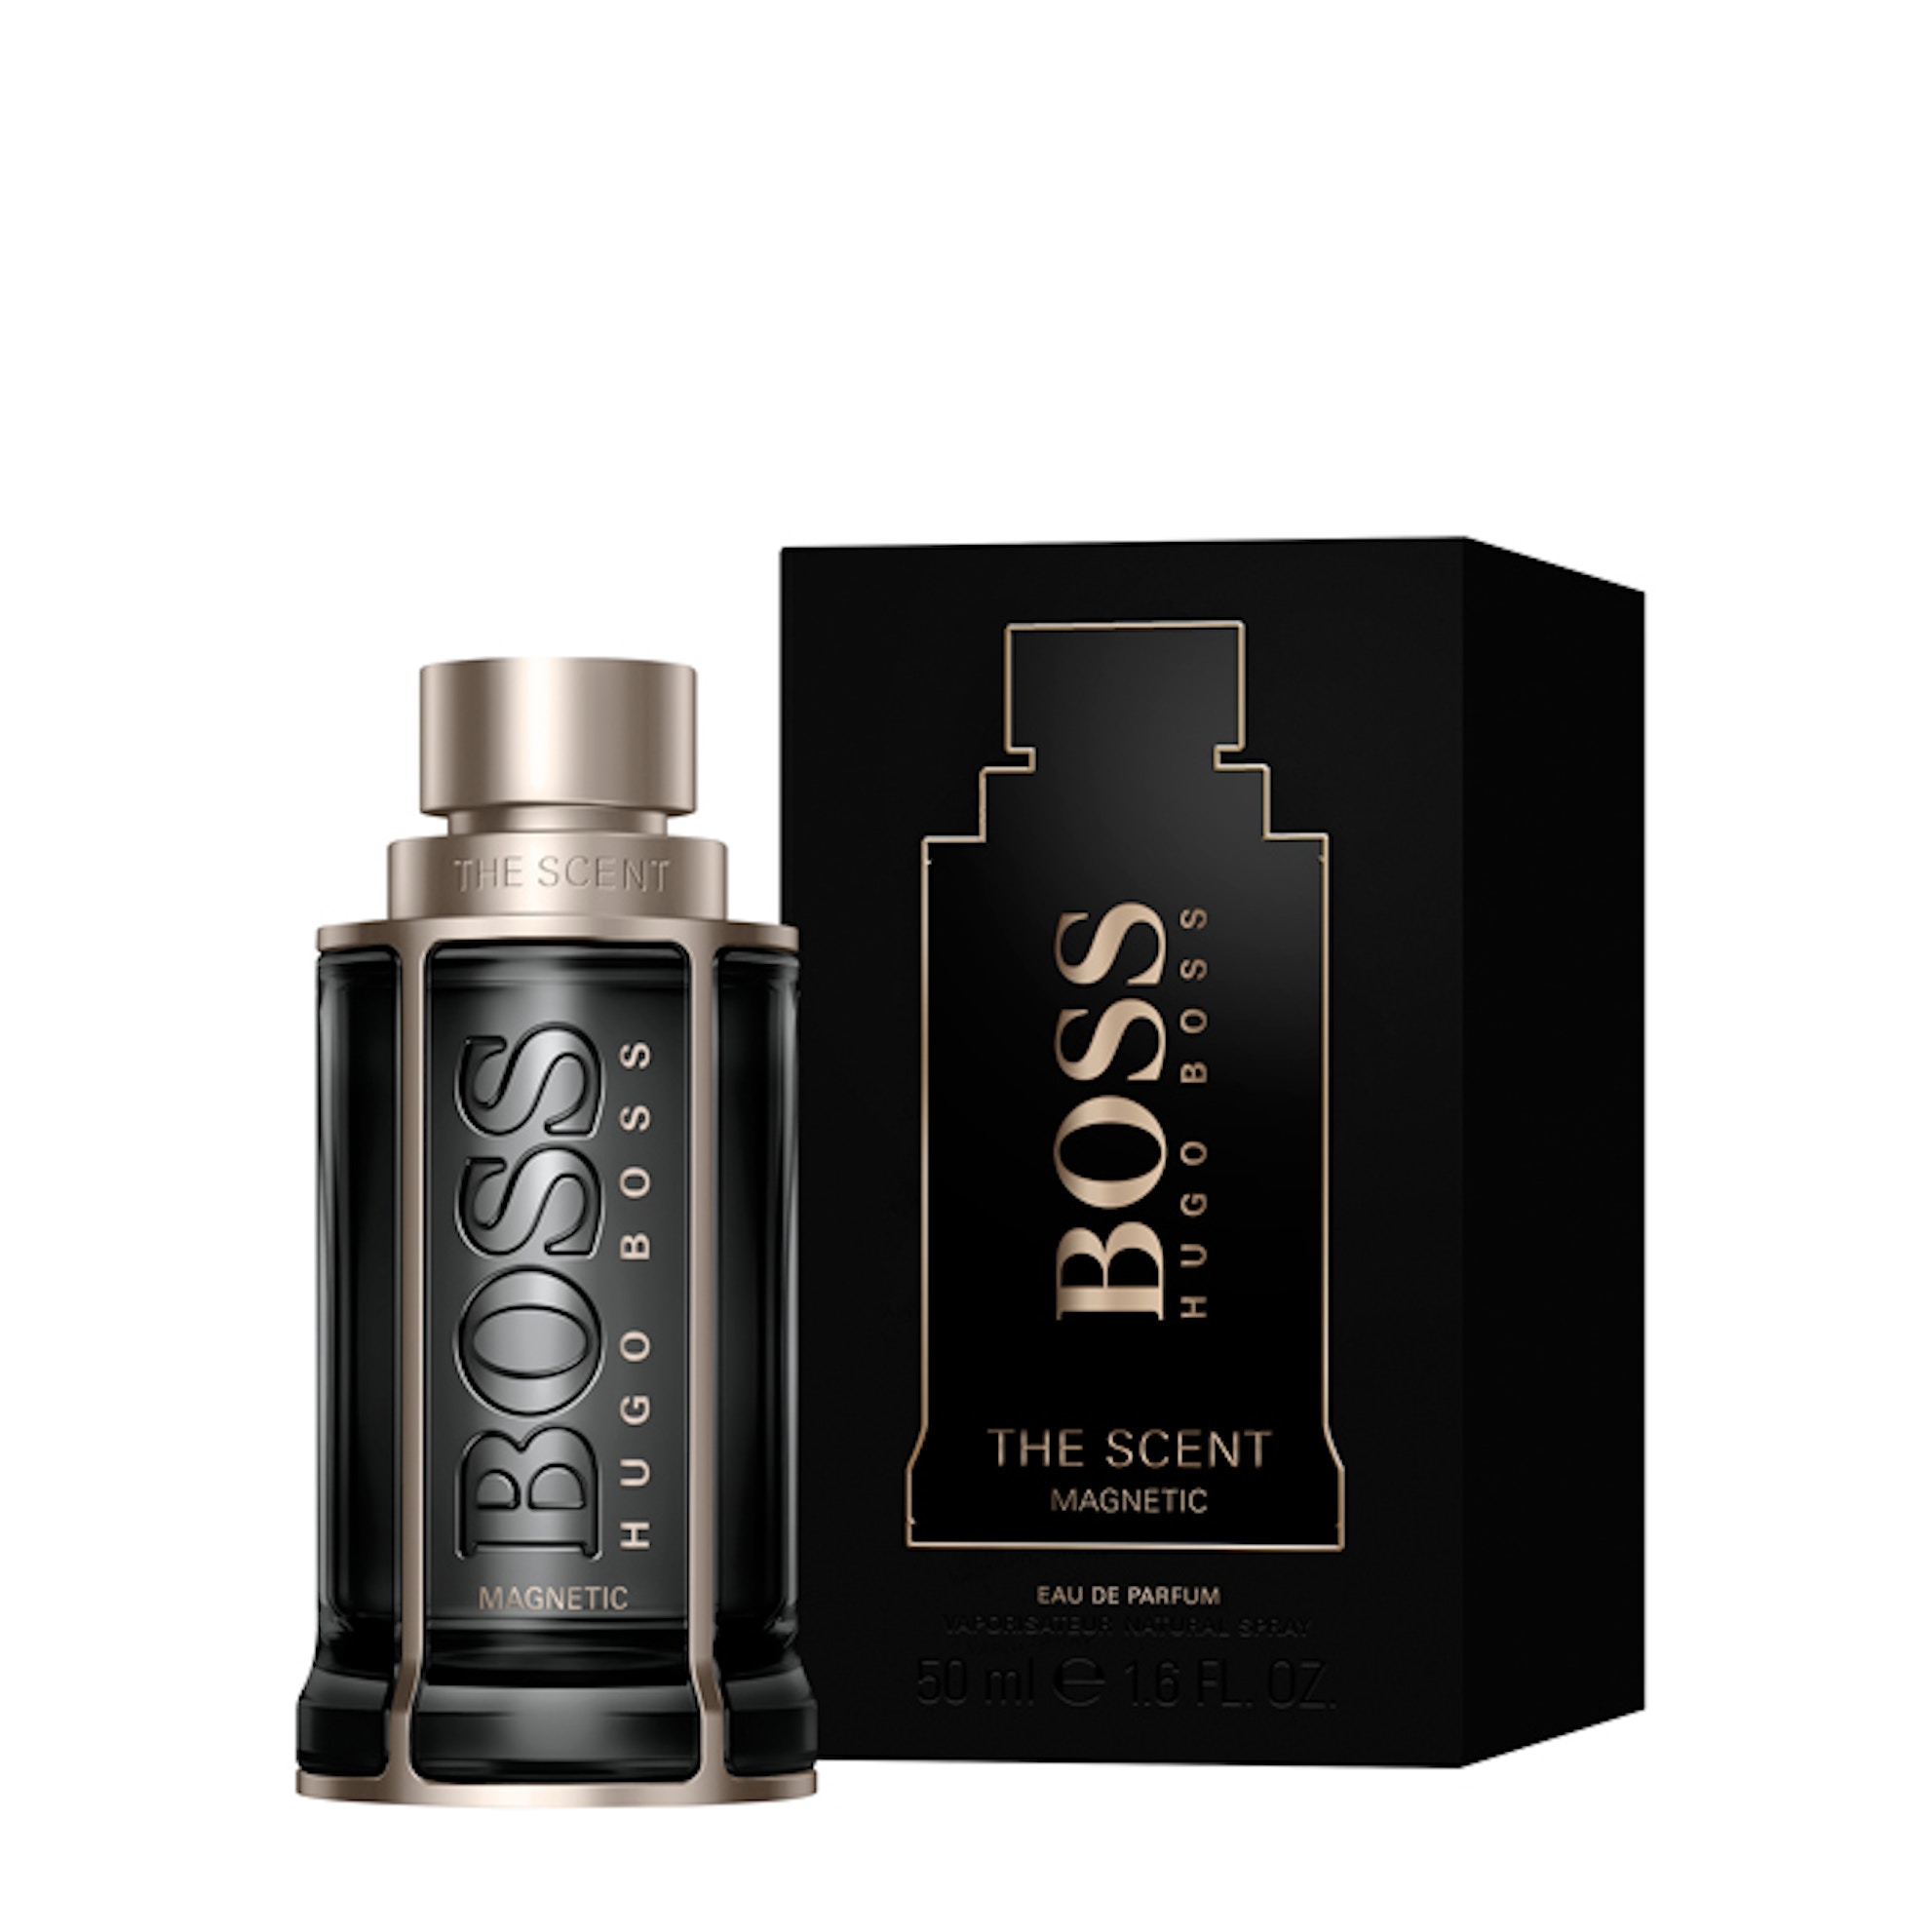 THE SCENT
BOSS
HUGO BOSS
MAGNETIC
BOSS
HUGO BOSS
THE SCENT
MAGNETIC
EAU DE PARFUM
VAPORISATEUR NATURAL SPRAY
50 ml ℮ 1.6 FL. OZ.